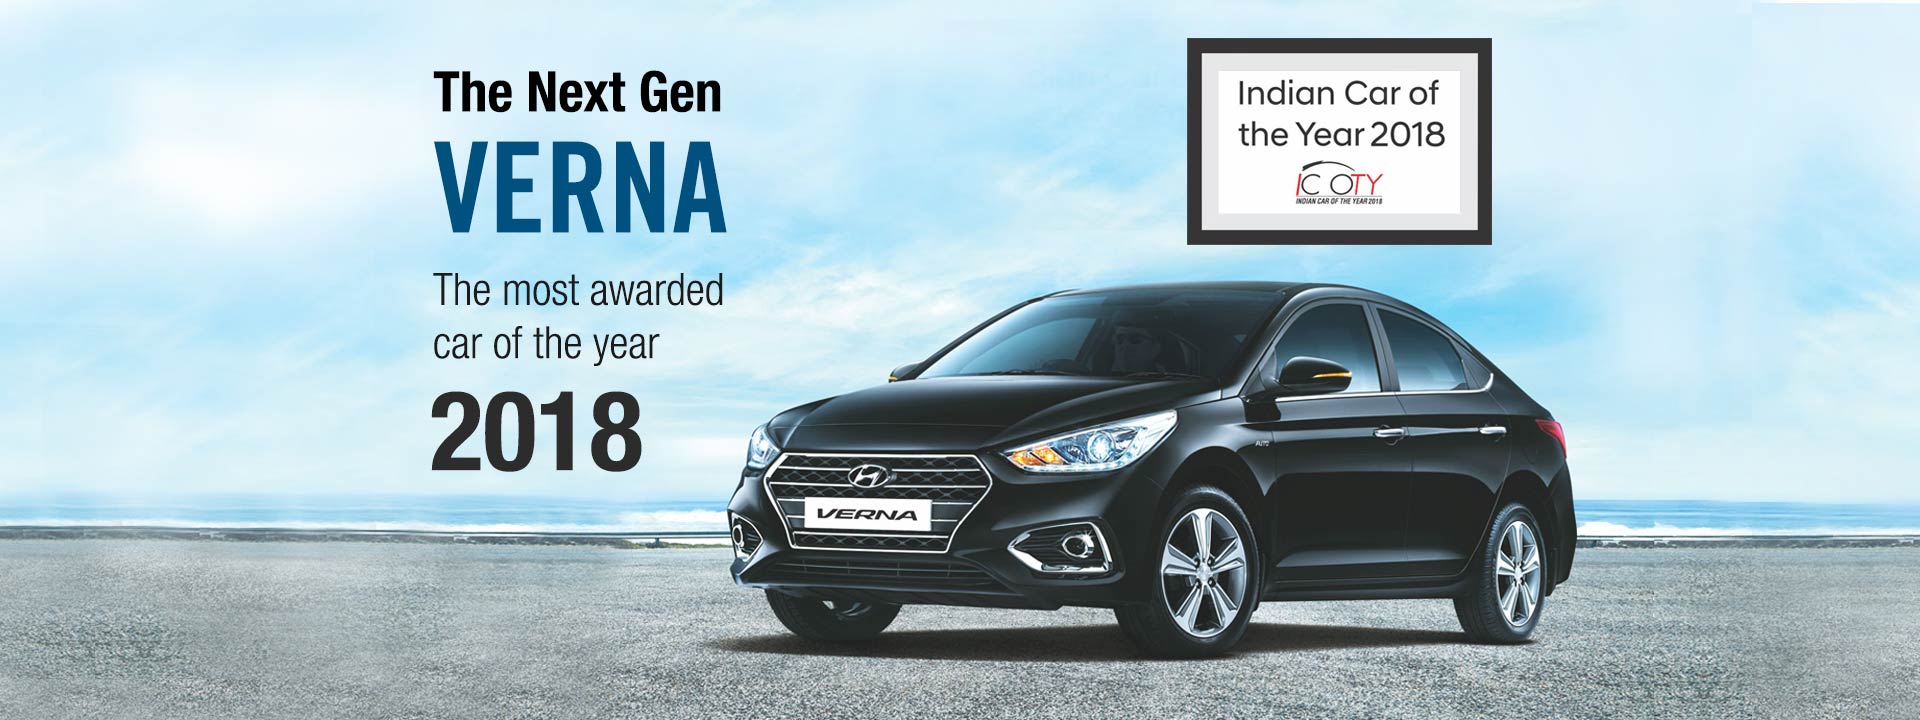 The Next Gen
VERNA
The most awarded
car of the year
2018
Indian Car of
the Year 2018
ICOTY
INDIAN CAR OF THE YEAR 2018
AUTO
VERNA